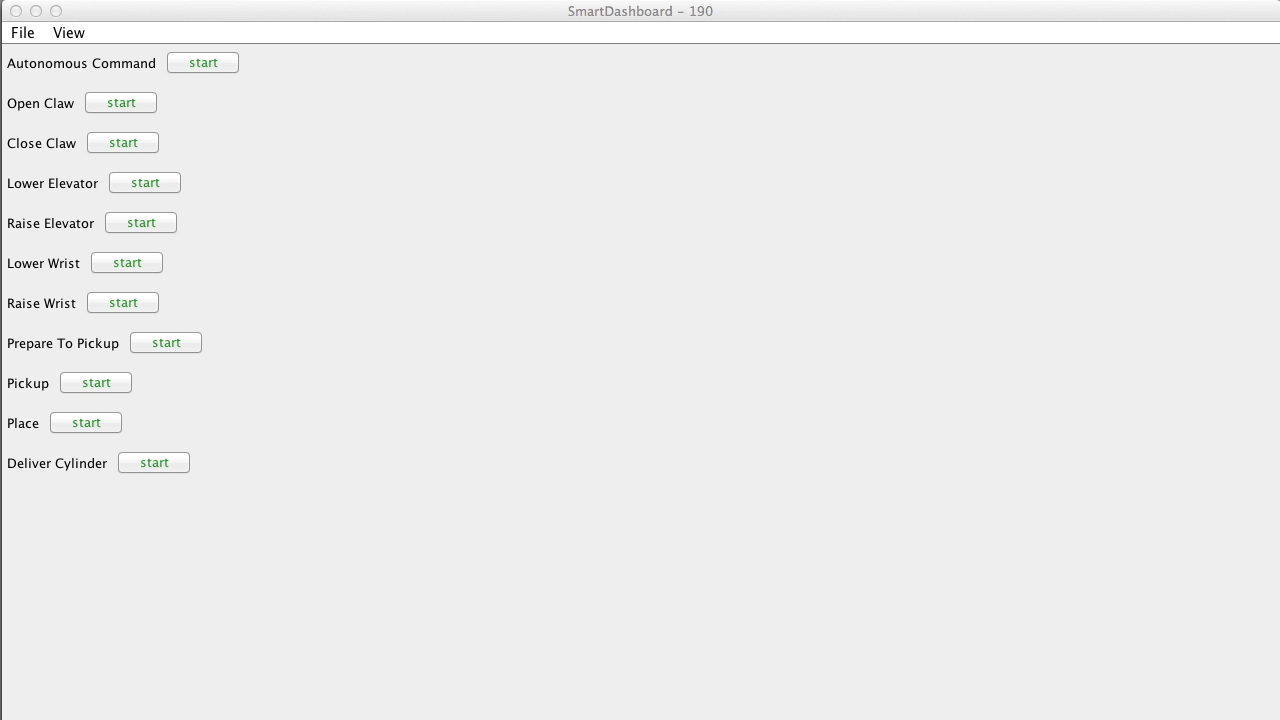 SmartDashboard - 190
File View
Autonomous Command start
Open Claw start
Close Claw start
Lower Elevator start
Raise Elevator start
Lower Wrist start
Raise Wrist start
Prepare To Pickup start
Pickup start
Place start
Deliver Cylinder start